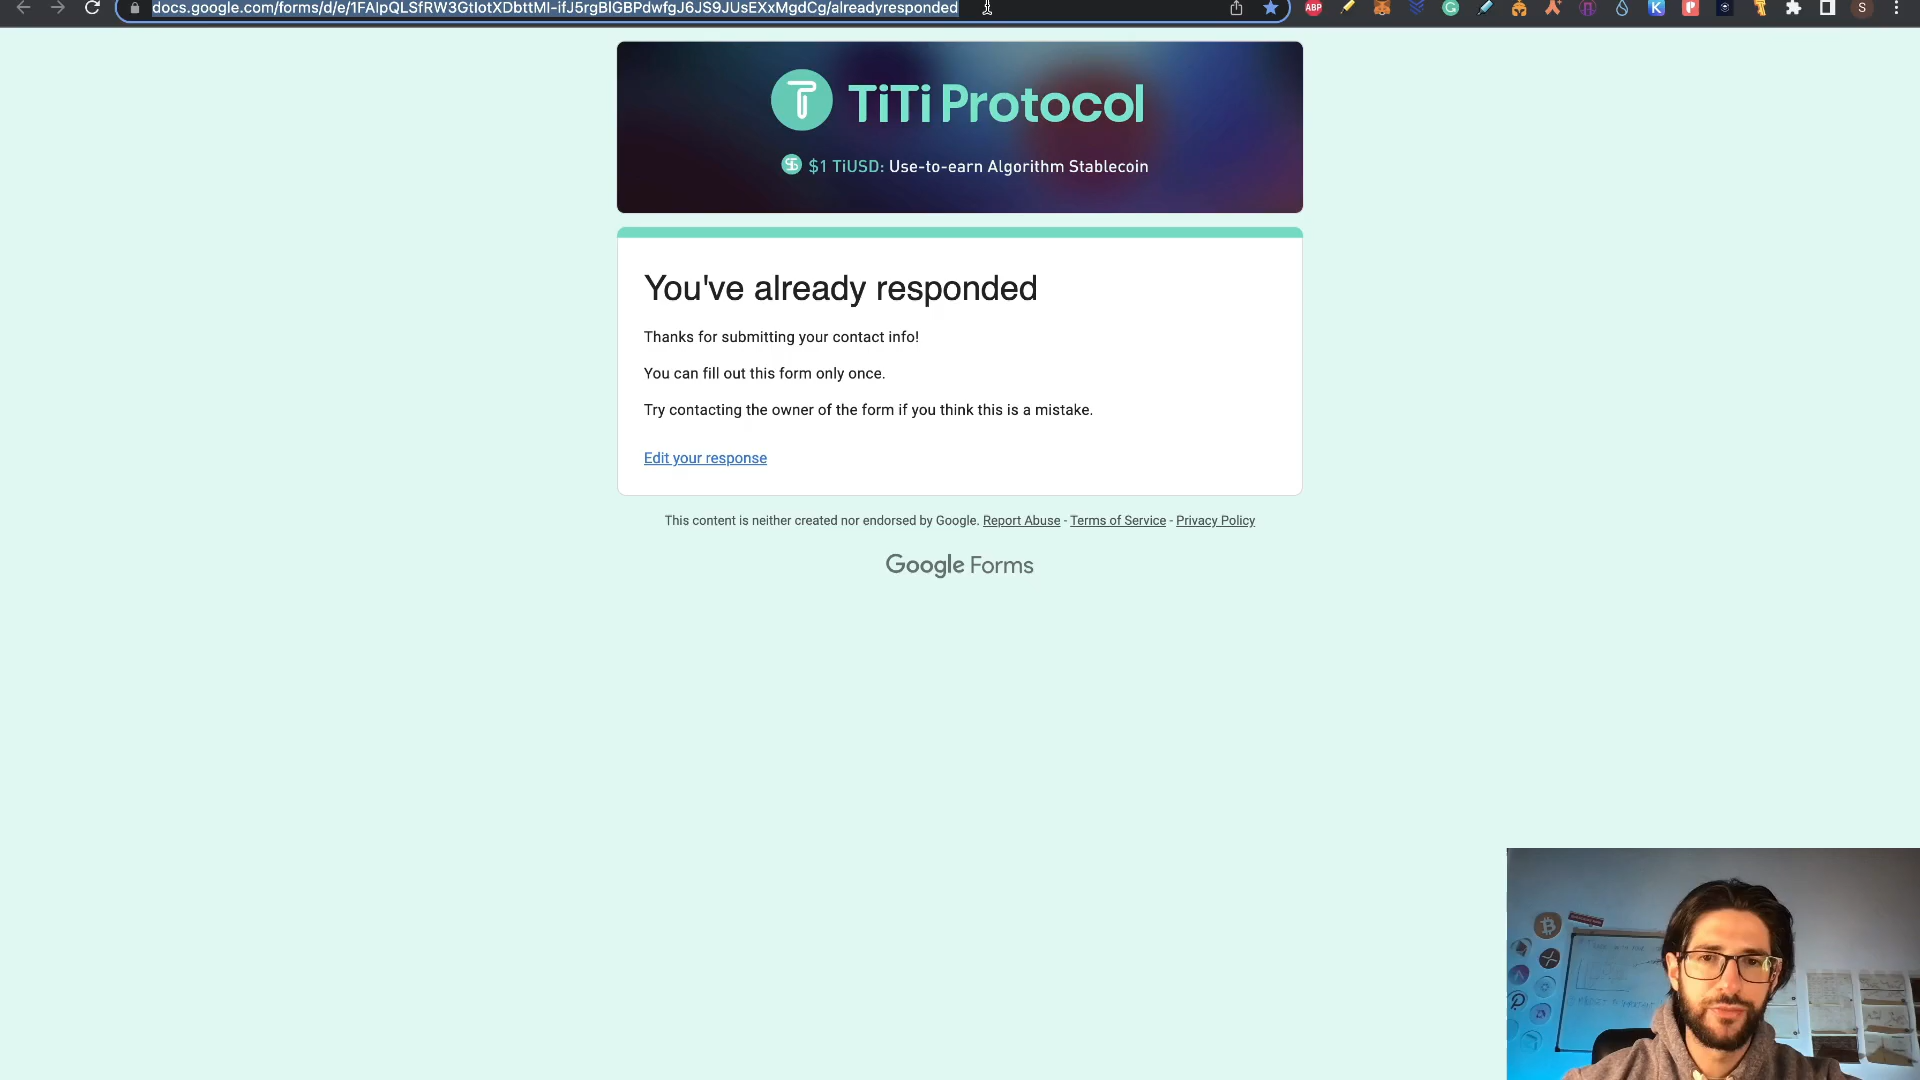 docs.google.com/forms/d/e/1FAIpQLSfRW3GtIotXDbttMI-ifJ5rgBlGBPdwfgJ6JS9JUsEXxMgdCg/alreadyresponded
ABP
G
K
S
TiTi Protocol
$1 TiUSD: Use-to-earn Algorithm Stablecoin
You've already responded
Thanks for submitting your contact info!
You can fill out this form only once.
Try contacting the owner of the form if you think this is a mistake.
Edit your response
This content is neither created nor endorsed by Google. Report Abuse - Terms of Service - Privacy Policy
Google Forms